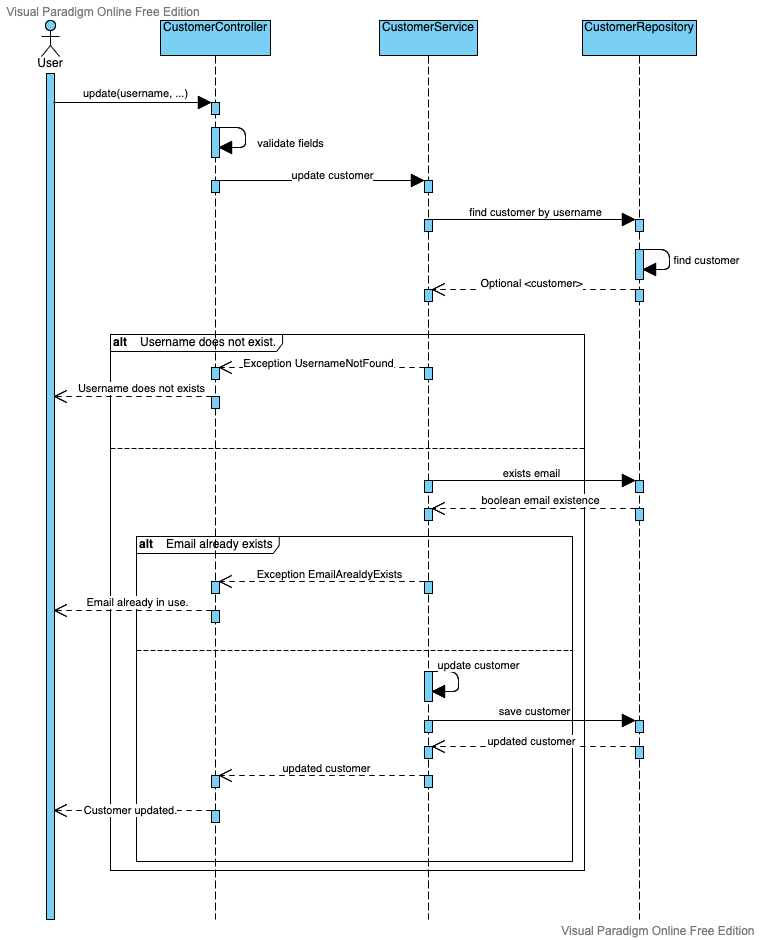 Visual Paradigm Online Free Edition
CustomerController
CustomerService
CustomerRepository
User
update(username, ...)
validate fields
update customer
find customer by username
find customer
Optional <customer>
alt Username does not exist.
Exception UsernameNotFound
Username does not exists
exists email
boolean email existence
alt Email already exists
Exception EmailArealdyExists
Email already in use.
update customer
save customer
updated customer
updated customer
Customer updated.
Visual Paradigm Online Free Edition